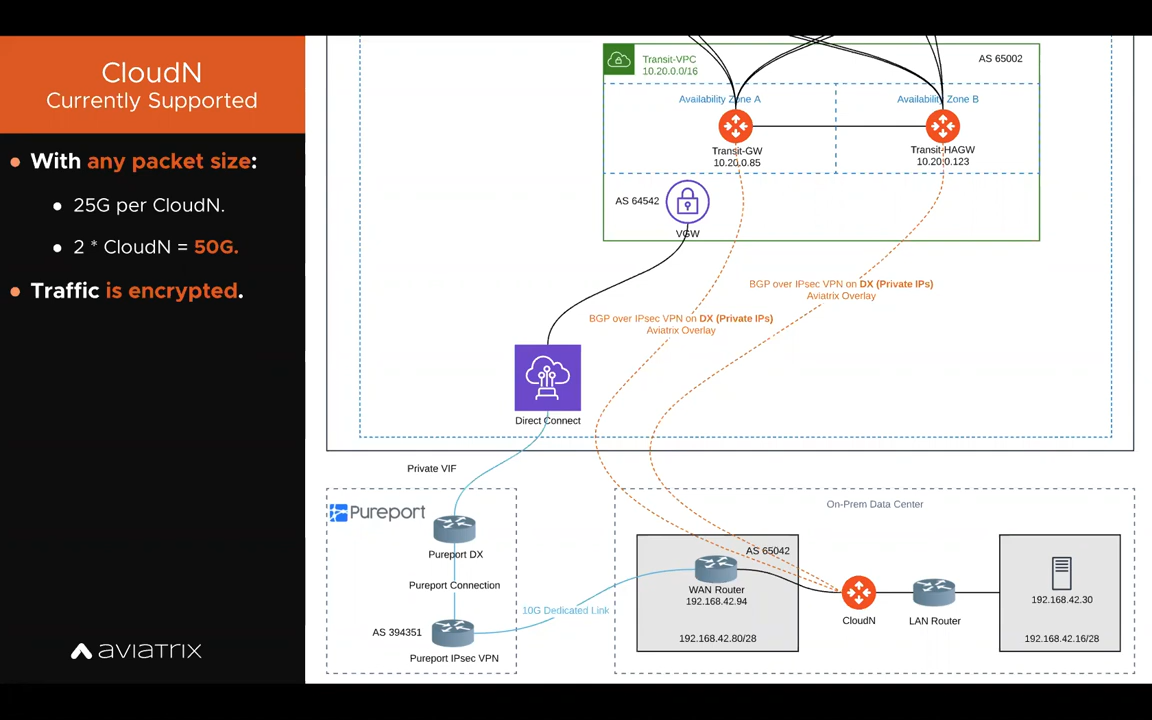 CloudN
Currently Supported
• With any packet size:
• 25G per CloudN.
• 2 * CloudN = 50G.
• Traffic is encrypted.
aviatrix
Transit-VPC
10.20.0.0/16
AS 65002
Availability Zone A
Availability Zone B
Transit-GW
10.20.0.85
Transit-HAGW
10.20.0.123
AS 64542
VGW
BGP over IPsec VPN on DX (Private IPs)
Aviatrix Overlay
BGP over IPsec VPN on DX (Private IPs)
Aviatrix Overlay
Direct Connect
Private VIF
Pureport
Pureport DX
Pureport Connection
AS 394351
Pureport IPsec VPN
10G Dedicated Link
On-Prem Data Center
AS 65042
WAN Router
192.168.42.94
192.168.42.80/28
CloudN
LAN Router
192.168.42.30
192.168.42.16/28